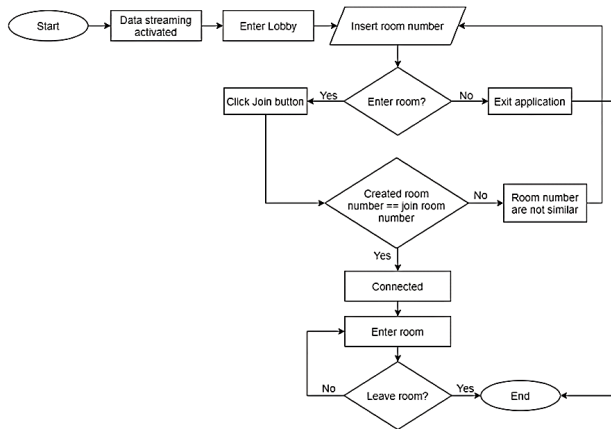 Start
Data streaming
activated
Enter Lobby
Insert room number
Enter room?
Yes
No
Click Join button
Exit application
Created room
number == join room
number
No
Room number
are not similar
Yes
Connected
Enter room
Leave room?
No
Yes
End